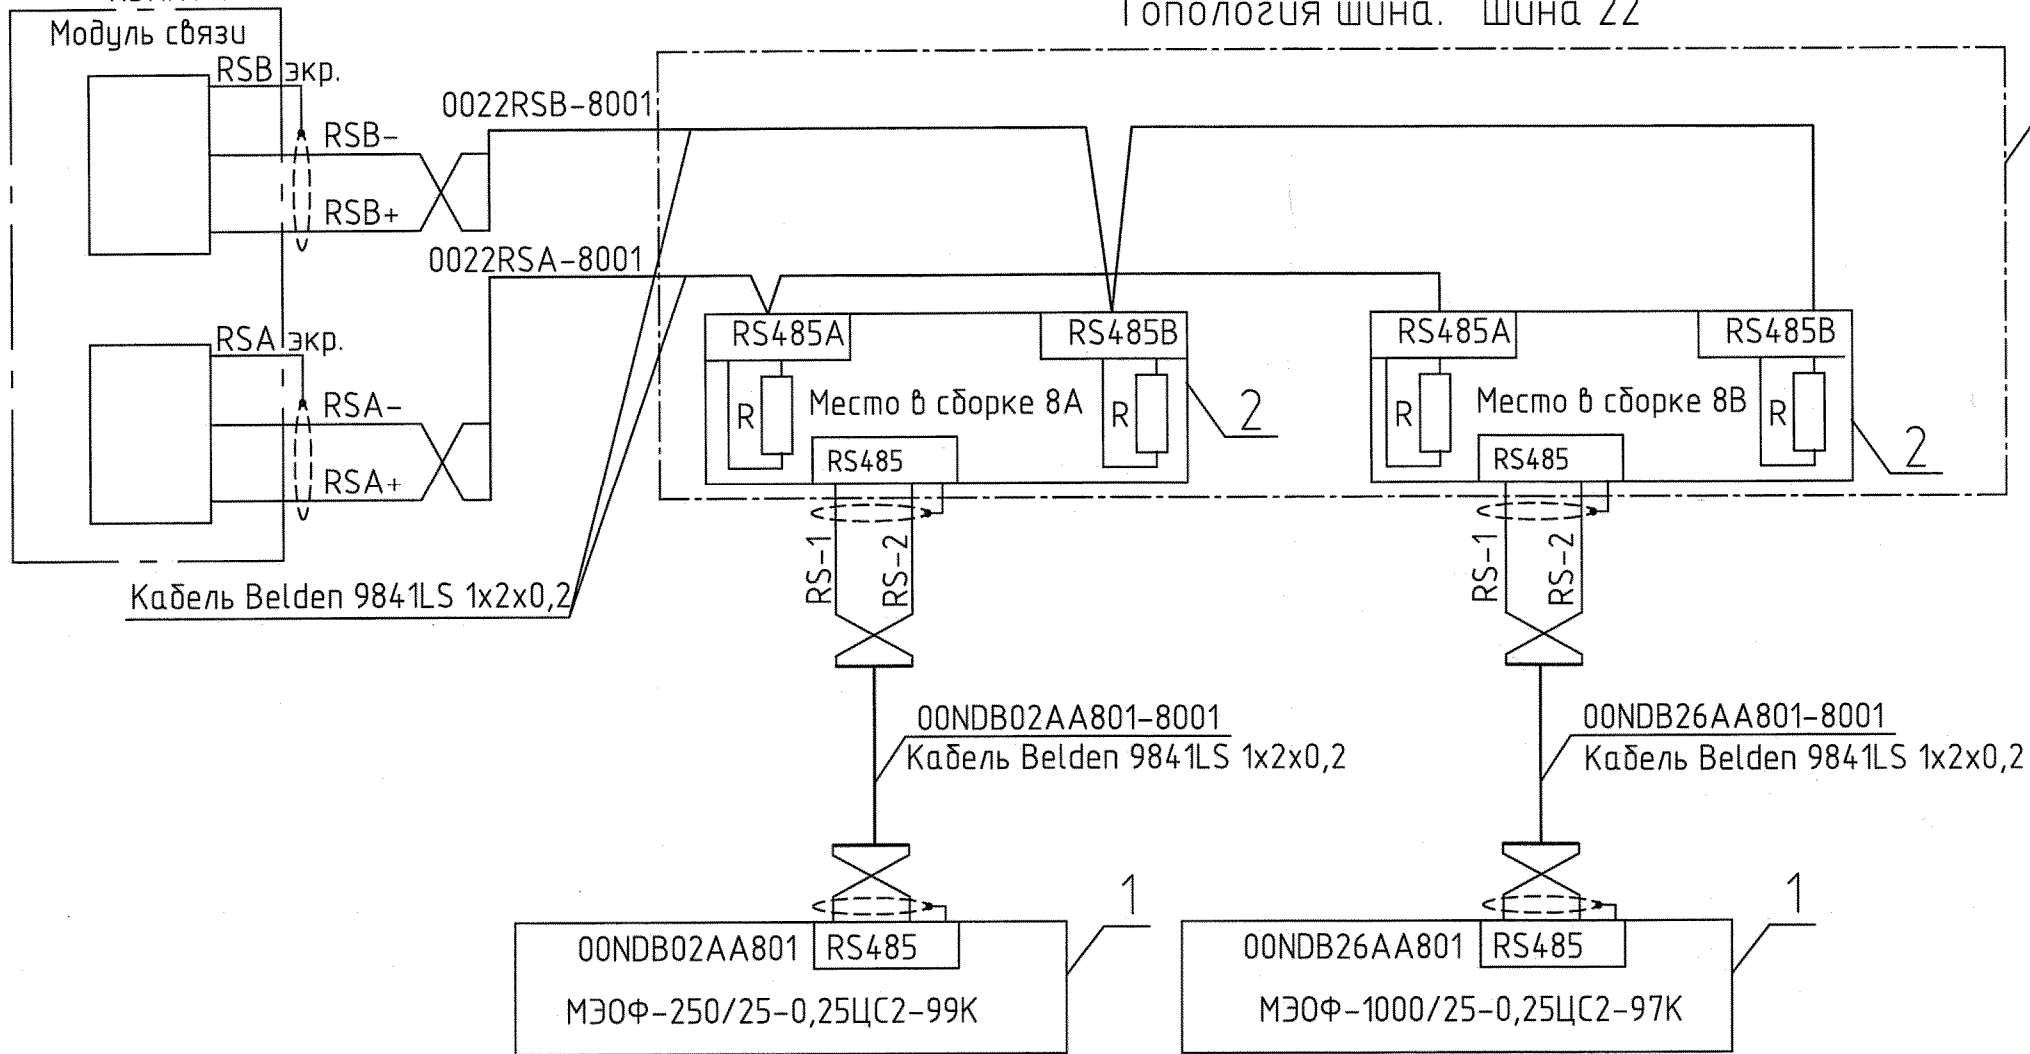 Топология шина. Шина 22
Модуль связи
RSB экр.
RSB-
RSB+
0022RSB-8001
0022RSA-8001
RSA экр.
RSA-
RSA+
Кабель Belden 9841LS 1x2x0,2
RS485A
RS485B
R
Место в сборке 8А
R
2
RS485
RS485A
RS485B
R
Место в сборке 8В
R
2
RS485
RS-1
RS-2
RS-1
RS-2
00NDB02AA801-8001
Кабель Belden 9841LS 1x2x0,2
00NDB26AA801-8001
Кабель Belden 9841LS 1x2x0,2
1
00NDB02AA801
RS485
МЭОФ-250/25-0,25ЦС2-99К
1
00NDB26AA801
RS485
МЭОФ-1000/25-0,25ЦС2-97К